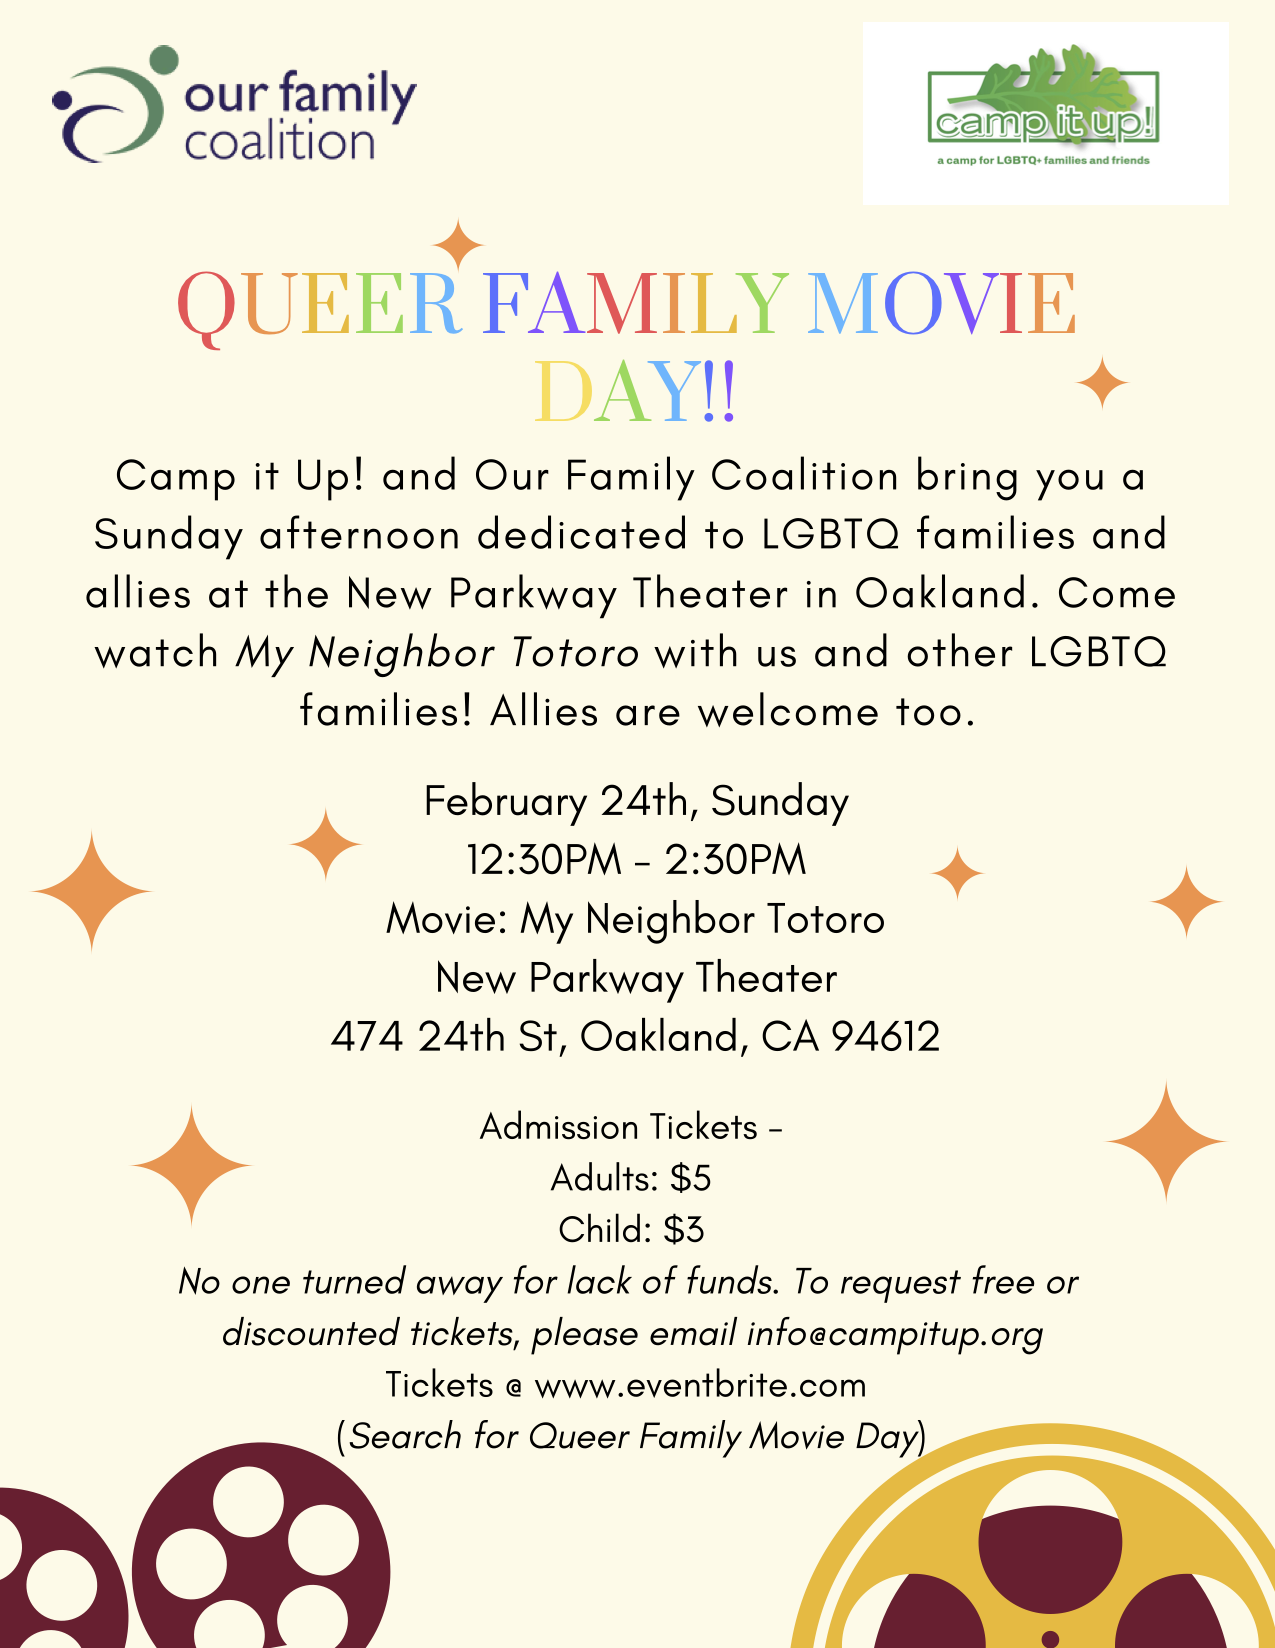 our family
coalition
camp it up!
a camp for LGBTQ+ families and friends
QUEER FAMILY MOVIE
DAY!!
Camp it Up! and Our Family Coalition bring you a
Sunday afternoon dedicated to LGBTQ families and
allies at the New Parkway Theater in Oakland. Come
watch My Neighbor Totoro with us and other LGBTQ
families! Allies are welcome too.
February 24th, Sunday
12:30PM - 2:30PM
Movie: My Neighbor Totoro
New Parkway Theater
474 24th St, Oakland, CA 94612
Admission Tickets -
Adults: $5
Child: $3
No one turned away for lack of funds. To request free or
discounted tickets, please email info@campitup.org
Tickets @ www.eventbrite.com
(Search for Queer Family Movie Day)